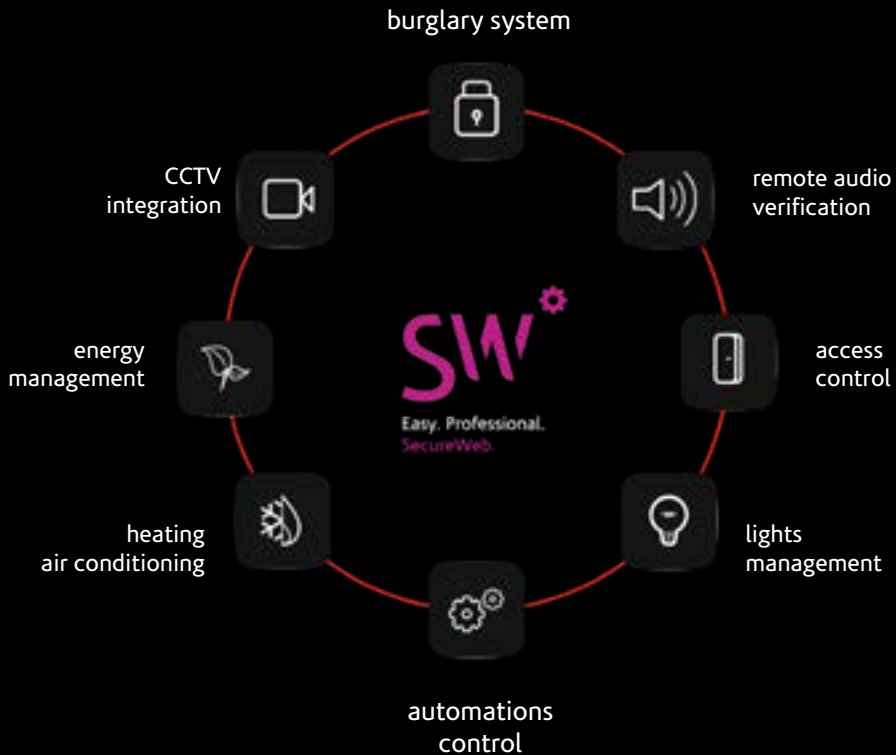 burglary system
CCTV
integration
remote audio
verification
SW
energy
management
access
control
Easy. Professional.
SecureWeb.
heating
air conditioning
lights
management
automations
control